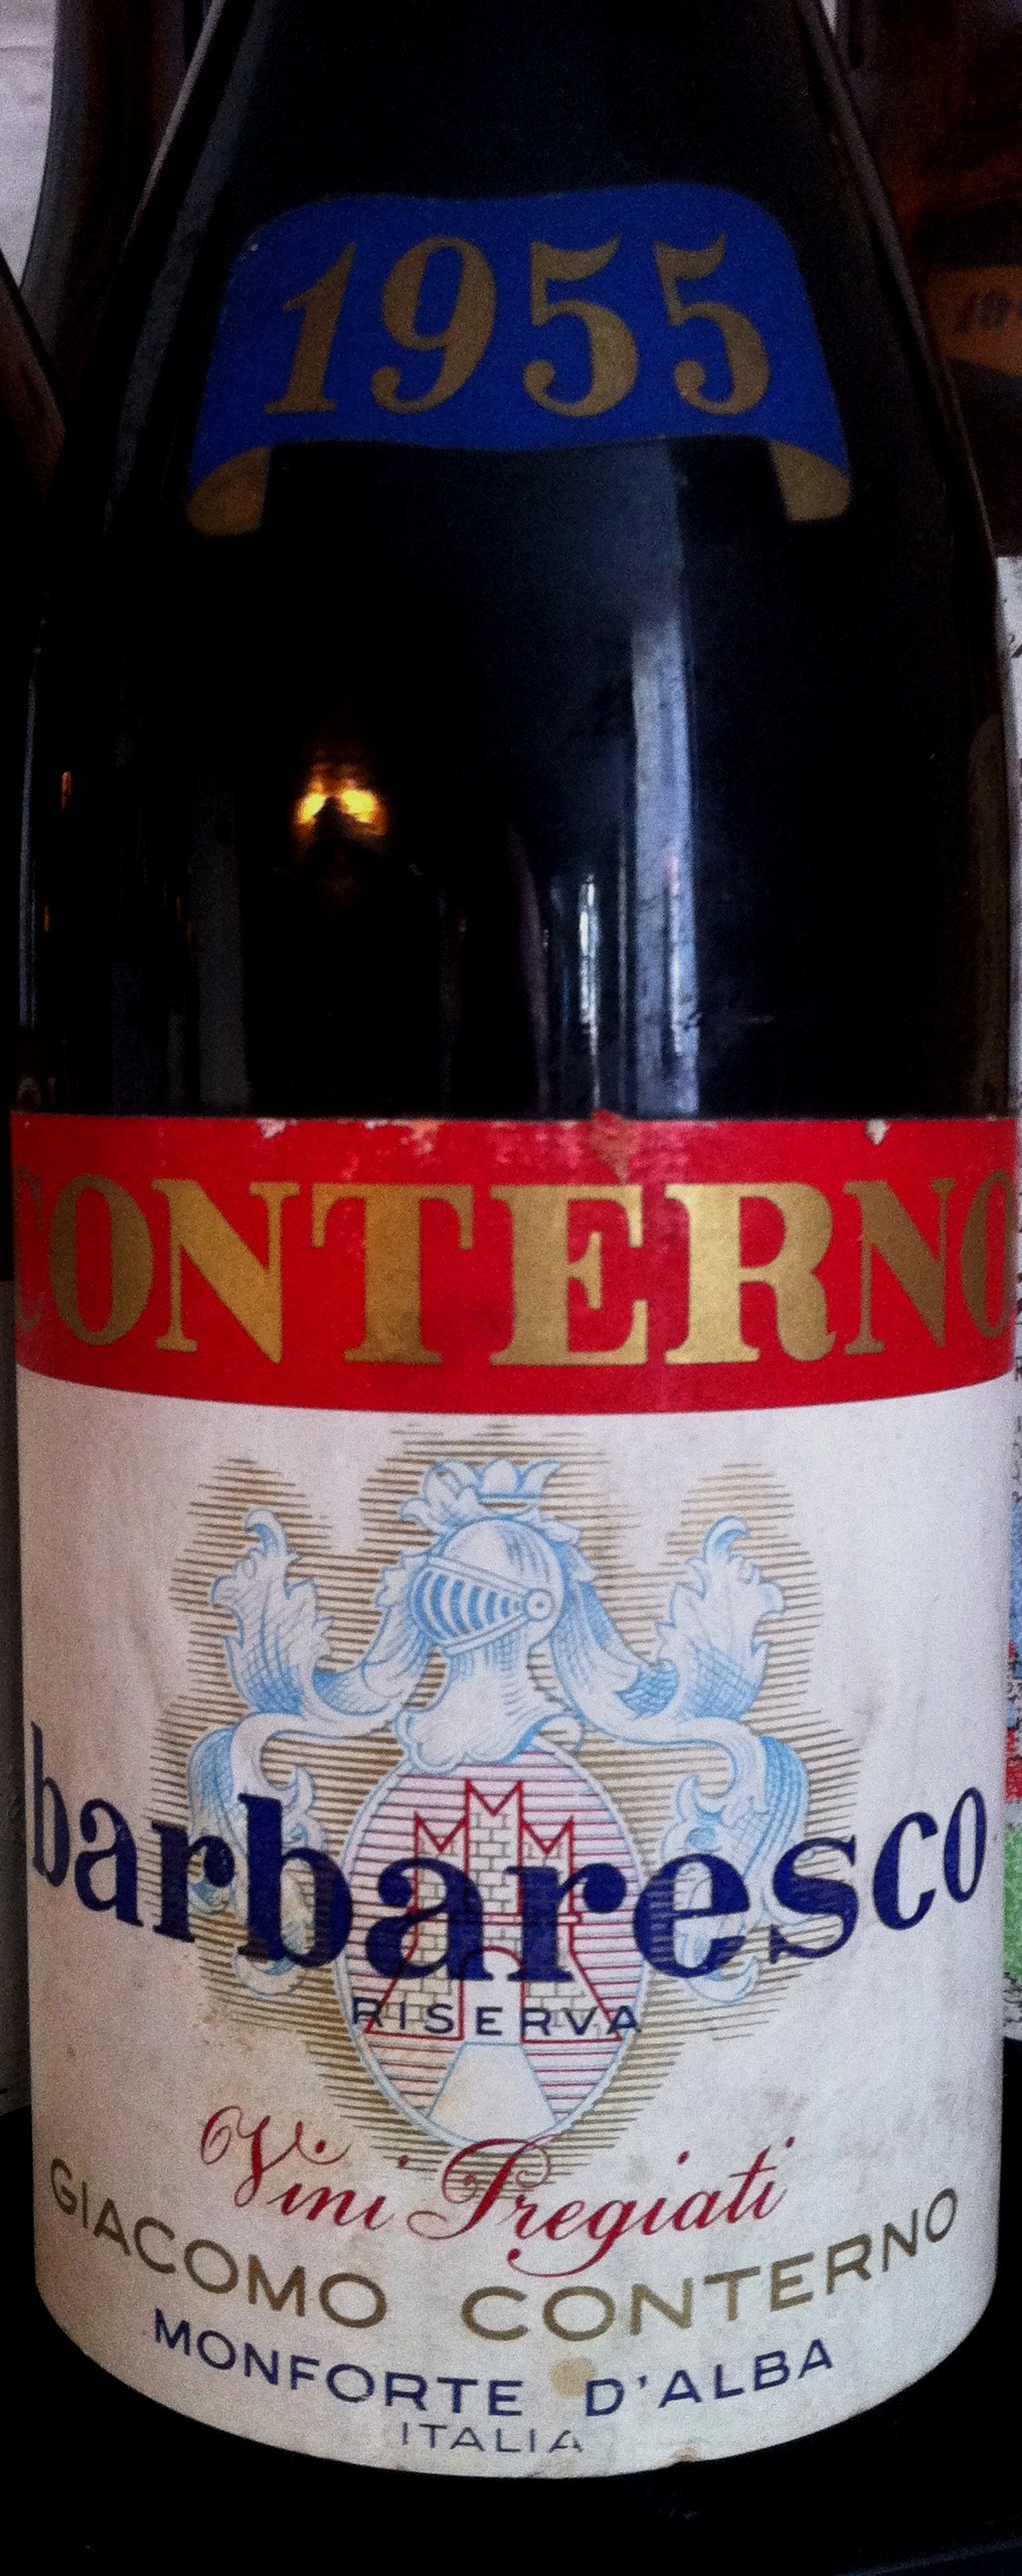 1955
CONTERNO
barbaresco
RISERVA
Vini Pregiati
GIACOMO CONTERNO
MONFORTE D'ALBA
ITALIA